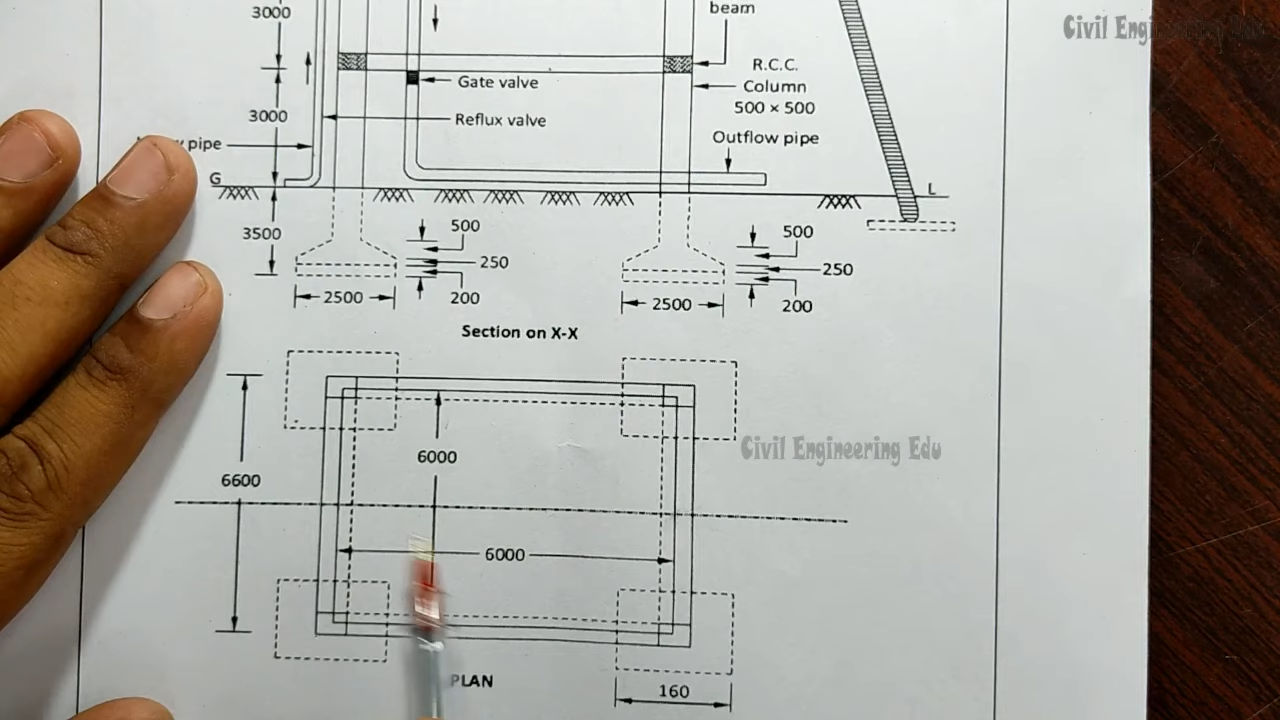 3000
beam
Civil Engineering Edu
R.C.C.
Gate valve
Column
500 × 500
3000
Reflux valve
pipe
Outflow pipe
G
L
3500
500
250
200
500
250
200
2500
2500
Section on X-X
6000
Civil Engineering Edu
6600
6000
PLAN
160